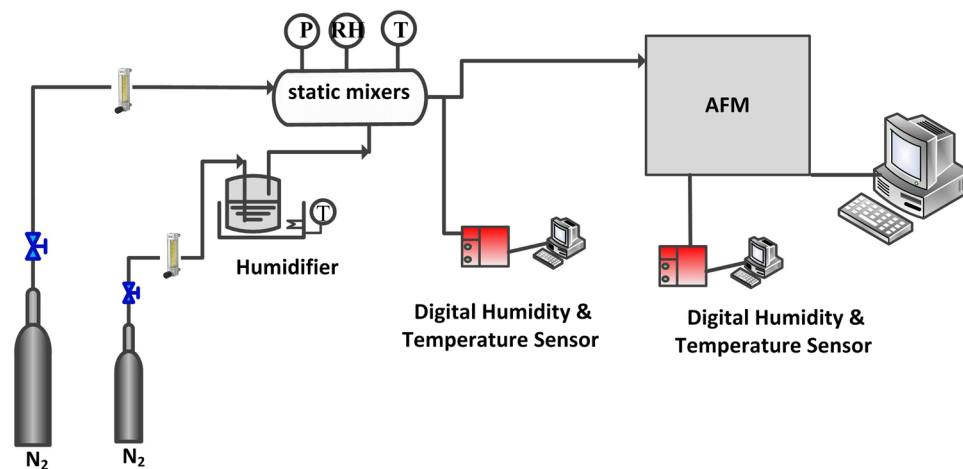 P RH T
static mixers
AFM
T
Humidifier
Digital Humidity &
Temperature Sensor
Digital Humidity &
Temperature Sensor
N2
N2